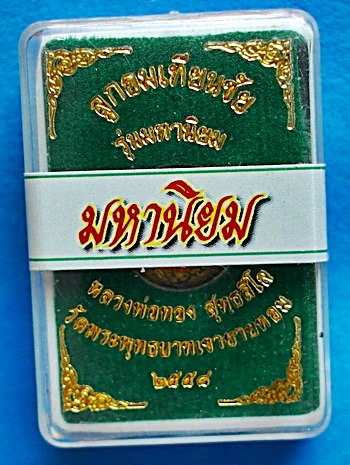 ลูกอมเทียนชัย
รุ่นมหานิยม
มหานิยม
หลวงพ่อทอง สุทธสีโล
วัดพระพุทธบาทเขายายหอม
๒๕๕๔